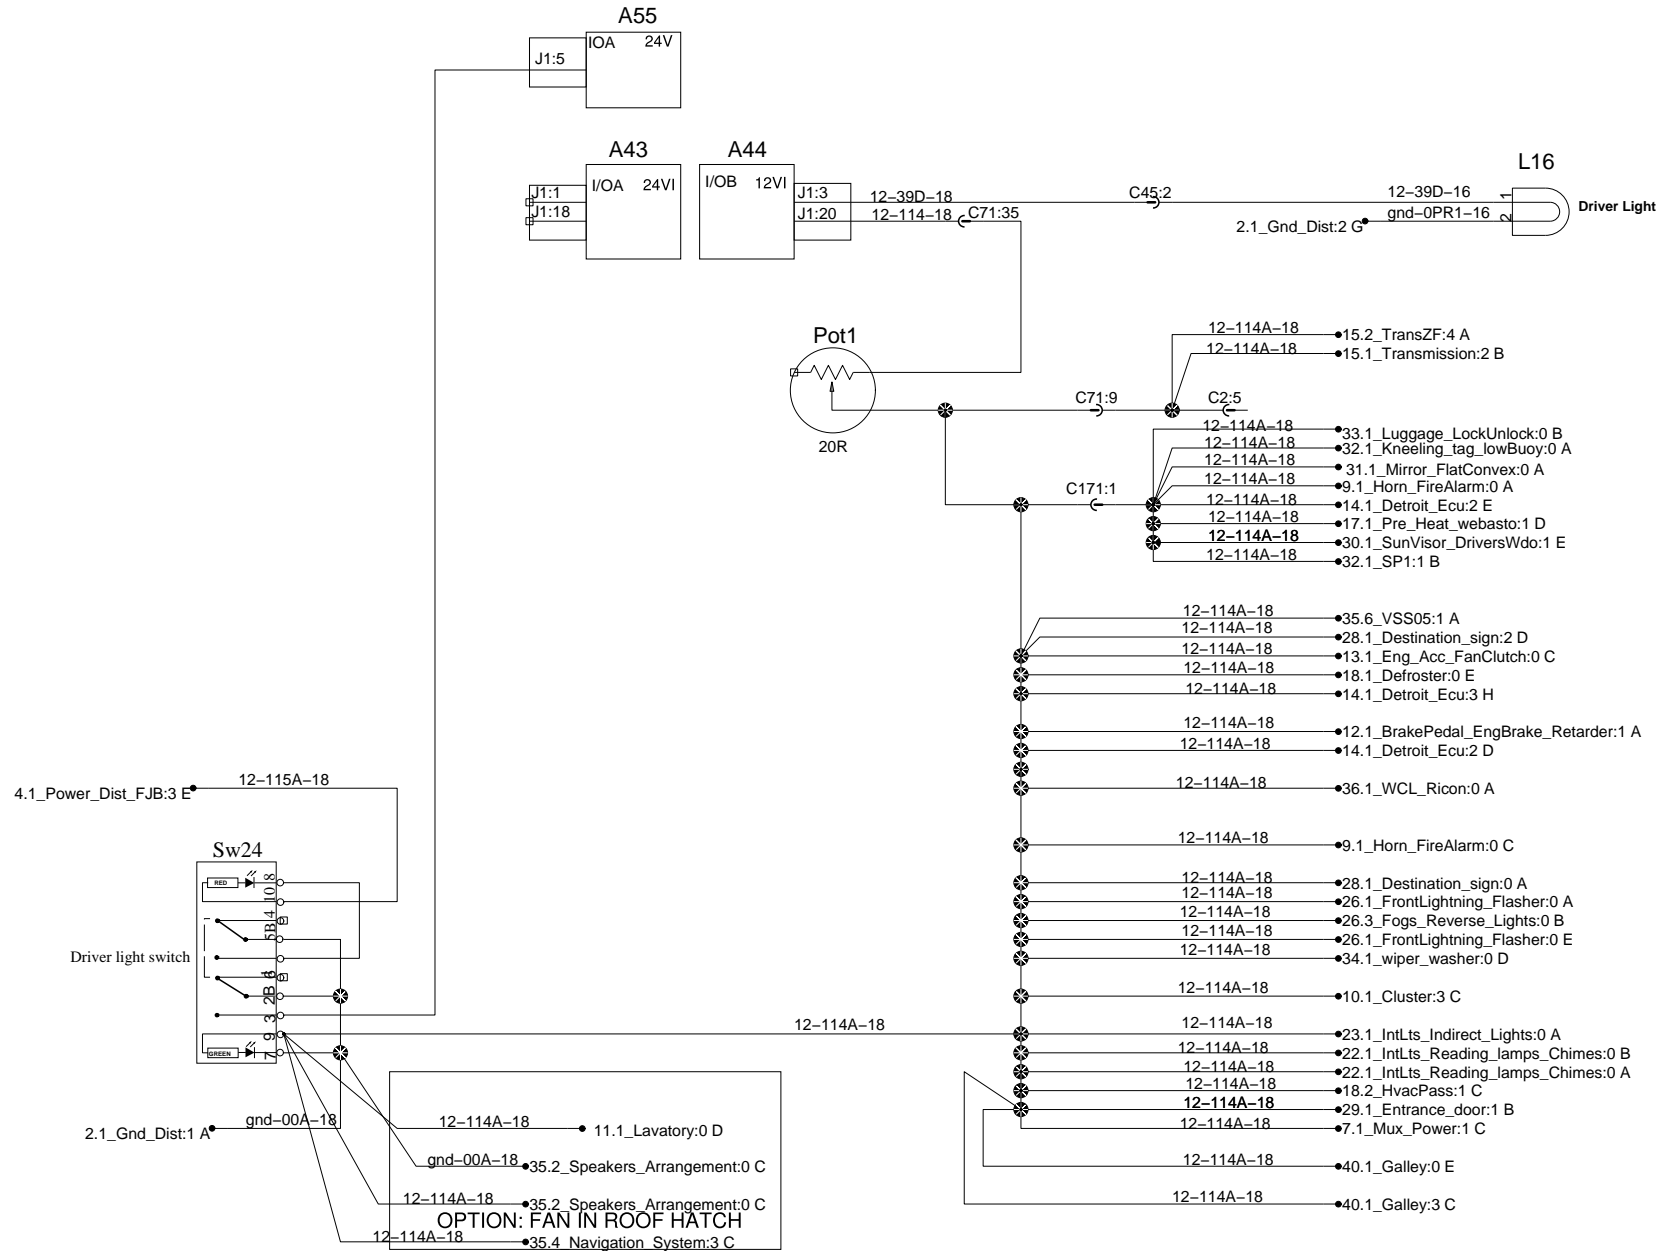 A55
IOA 24V
J1:5
A43
I/OA 24VI
J1:1
J1:18
A44
I/OB 12VI
J1:3
J1:20
12-39D-18
12-114-18
C71:35
C45:2
12-39D-16
gnd-0PR1-16
2.1_Gnd_Dist:2 G
L16
1
2
Driver Light
Pot1
20R
12-114A-18 15.2_TransZF:4 A
12-114A-18 15.1_Transmission:2 B
C71:9
C2:5
12-114A-18 33.1_Luggage_LockUnlock:0 B
12-114A-18 32.1_Kneeling_tag_lowBuoy:0 A
12-114A-18 31.1_Mirror_FlatConvex:0 A
12-114A-18 9.1_Horn_FireAlarm:0 A
C171:1
12-114A-18 14.1_Detroit_Ecu:2 E
12-114A-18 17.1_Pre_Heat_webasto:1 D
12-114A-18 30.1_SunVisor_DriversWdo:1 E
12-114A-18 32.1_SP1:1 B
12-114A-18 35.6_VSS05:1 A
12-114A-18 28.1_Destination_sign:2 D
12-114A-18 13.1_Eng_Acc_FanClutch:0 C
12-114A-18 18.1_Defroster:0 E
12-114A-18 14.1_Detroit_Ecu:3 H
12-114A-18 12.1_BrakePedal_EngBrake_Retarder:1 A
12-114A-18 14.1_Detroit_Ecu:2 D
12-114A-18 36.1_WCL_Ricon:0 A
12-114A-18 9.1_Horn_FireAlarm:0 C
12-114A-18 28.1_Destination_sign:0 A
12-114A-18 26.1_FrontLightning_Flasher:0 A
12-114A-18 26.3_Fogs_Reverse_Lights:0 B
12-114A-18 26.1_FrontLightning_Flasher:0 E
12-114A-18 34.1_wiper_washer:0 D
12-114A-18 10.1_Cluster:3 C
12-114A-18 23.1_IntLts_Indirect_Lights:0 A
12-114A-18 22.1_IntLts_Reading_lamps_Chimes:0 B
12-114A-18 22.1_IntLts_Reading_lamps_Chimes:0 A
12-114A-18 18.2_HvacPass:1 C
12-114A-18 29.1_Entrance_door:1 B
12-114A-18 7.1_Mux_Power:1 C
12-114A-18 40.1_Galley:0 E
12-114A-18 40.1_Galley:3 C
4.1_Power_Dist_FJB:3 E
12-115A-18
Sw24
RED
8
10
4
5B
Driver light switch
6
2B
3
9
GREEN
7
12-114A-18
2.1_Gnd_Dist:1 A
gnd-00A-18
12-114A-18 11.1_Lavatory:0 D
gnd-00A-18 35.2_Speakers_Arrangement:0 C
12-114A-18 35.2_Speakers_Arrangement:0 C
OPTION: FAN IN ROOF HATCH
12-114A-18 35.4_Navigation_System:3 C